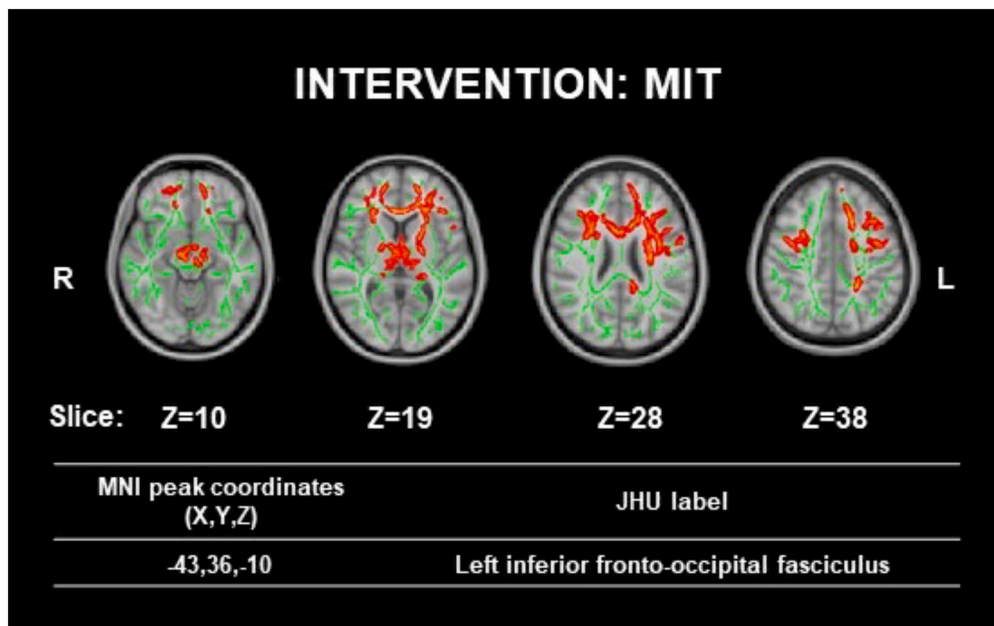 INTERVENTION: MIT
R
L
Slice: Z=10 Z=19 Z=28 Z=38
MNI peak coordinates
(X,Y,Z)
JHU label
-43,36,-10 Left inferior fronto-occipital fasciculus